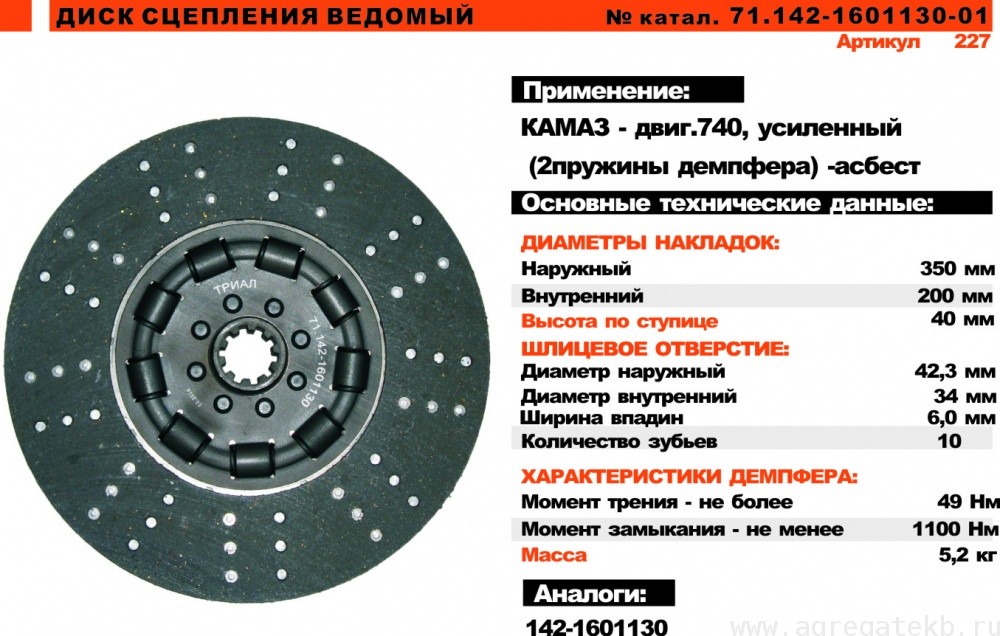 ДИСК СЦЕПЛЕНИЯ ВЕДОМЫЙ № катал. 71.142-1601130-01
Артикул 227
Применение:
КАМАЗ - двиг.740, усиленный
(2пружины демпфера) -асбест
Основные технические данные:
ДИАМЕТРЫ НАКЛАДОК:
Наружный 350 мм
Внутренний 200 мм
Высота по ступице 40 мм
ШЛИЦЕВОЕ ОТВЕРСТИЕ:
Диаметр наружный 42,3 мм
Диаметр внутренний 34 мм
Ширина впадин 6,0 мм
Количество зубьев 10
ХАРАКТЕРИСТИКИ ДЕМПФЕРА:
Момент трения - не более 49 Нм
Момент замыкания - не менее 1100 Нм
Масса 5,2 кг
Аналоги:
142-1601130
ТРИАЛ
71.142-1601130
www.agregatekb.ru